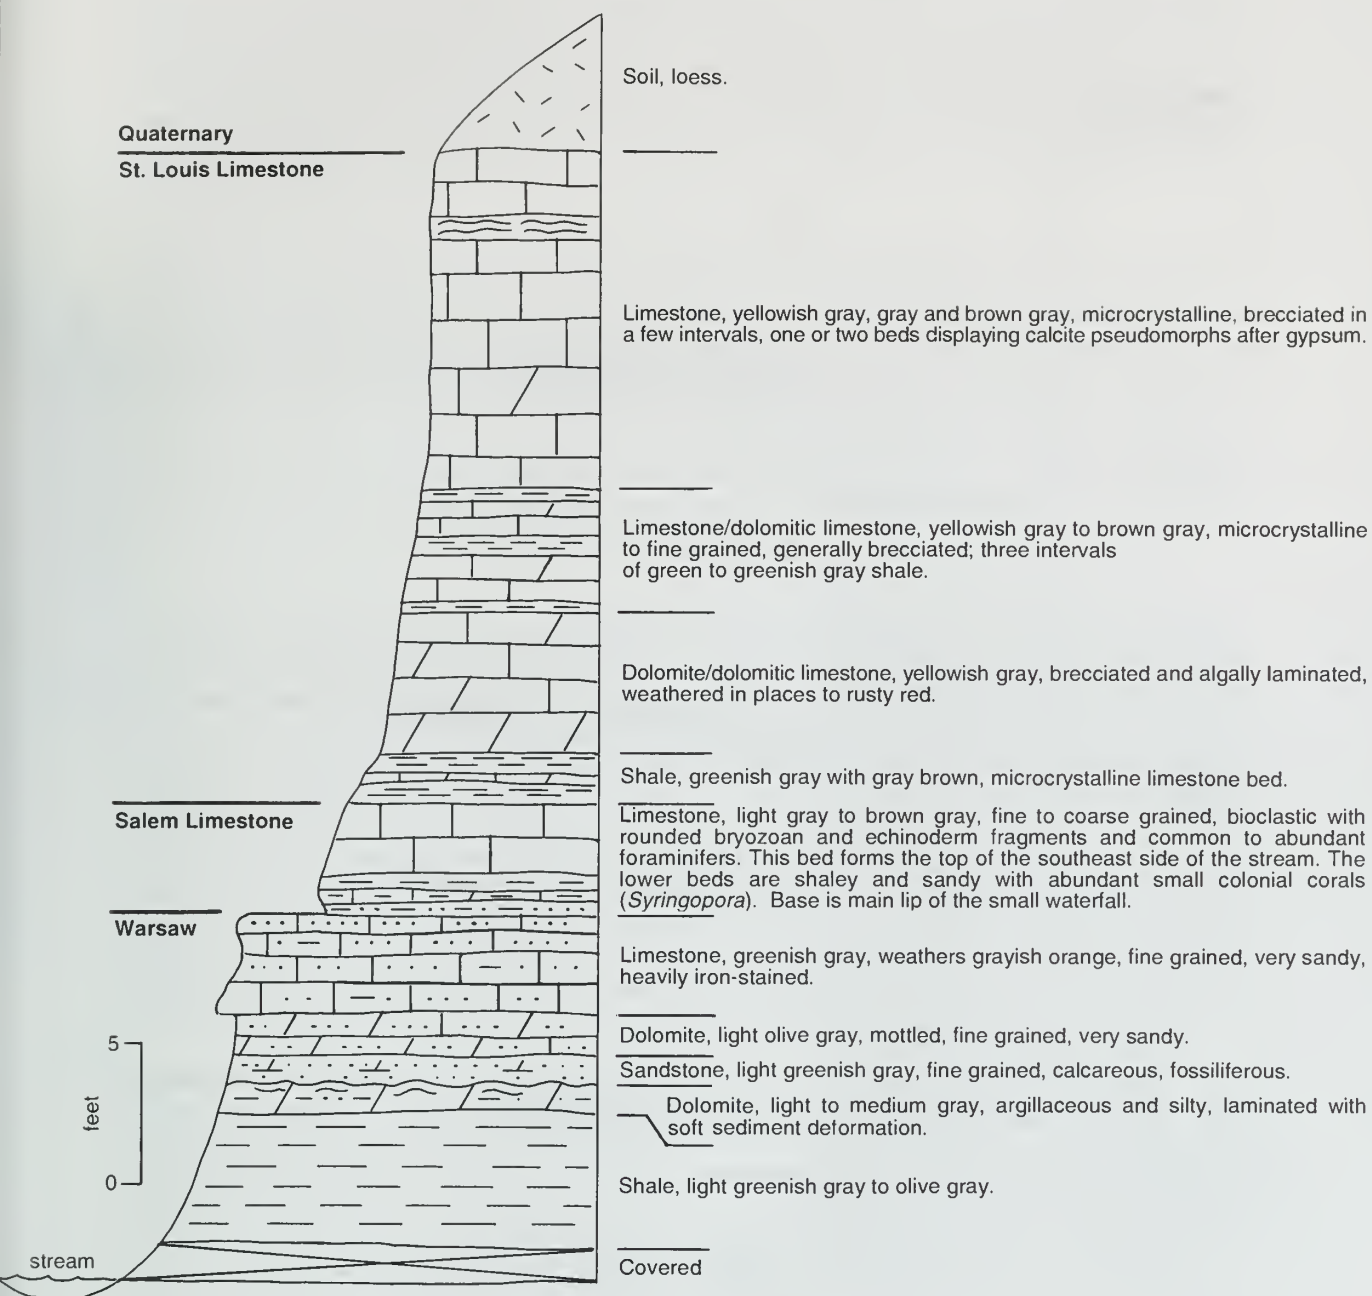 Soil, loess.
Quaternary
St. Louis Limestone
Limestone, yellowish gray, gray and brown gray, microcrystalline, brecciated in
a few intervals, one or two beds displaying calcite pseudomorphs after gypsum.
Limestone/dolomitic limestone, yellowish gray to brown gray, microcrystalline
to fine grained, generally brecciated; three intervals
of green to greenish gray shale.
Dolomite/dolomitic limestone, yellowish gray, brecciated and algally laminated,
weathered in places to rusty red.
Shale, greenish gray with gray brown, microcrystalline limestone bed.
Salem Limestone
Limestone, light gray to brown gray, fine to coarse grained, bioclastic with
rounded bryozoan and echinoderm fragments and common to abundant
foraminifers. This bed forms the top of the southeast side of the stream. The
lower beds are shaley and sandy with abundant small colonial corals
(Syringopora). Base is main lip of the small waterfall.
Warsaw
Limestone, greenish gray, weathers grayish orange, fine grained, very sandy,
heavily iron-stained.
Dolomite, light olive gray, mottled, fine grained, very sandy.
Sandstone, light greenish gray, fine grained, calcareous, fossiliferous.
Dolomite, light to medium gray, argillaceous and silty, laminated with
soft sediment deformation.
5
feet
0
Shale, light greenish gray to olive gray.
stream
Covered